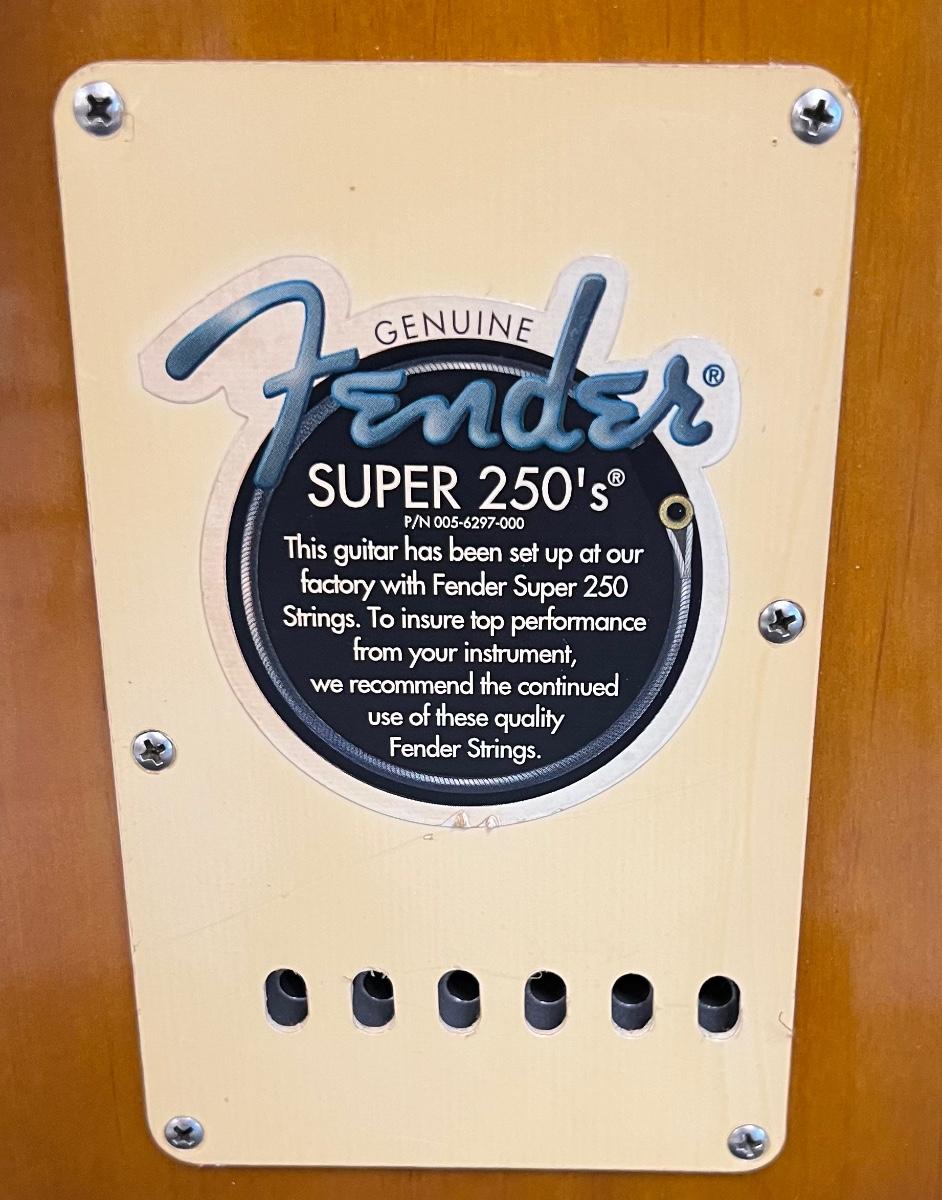 GENUINE
Fender®
SUPER 250's®
P/N 005-6297-000
This guitar has been set up at our
factory with Fender Super 250
Strings. To insure top performance
from your instrument,
we recommend the continued
use of these quality
Fender Strings.